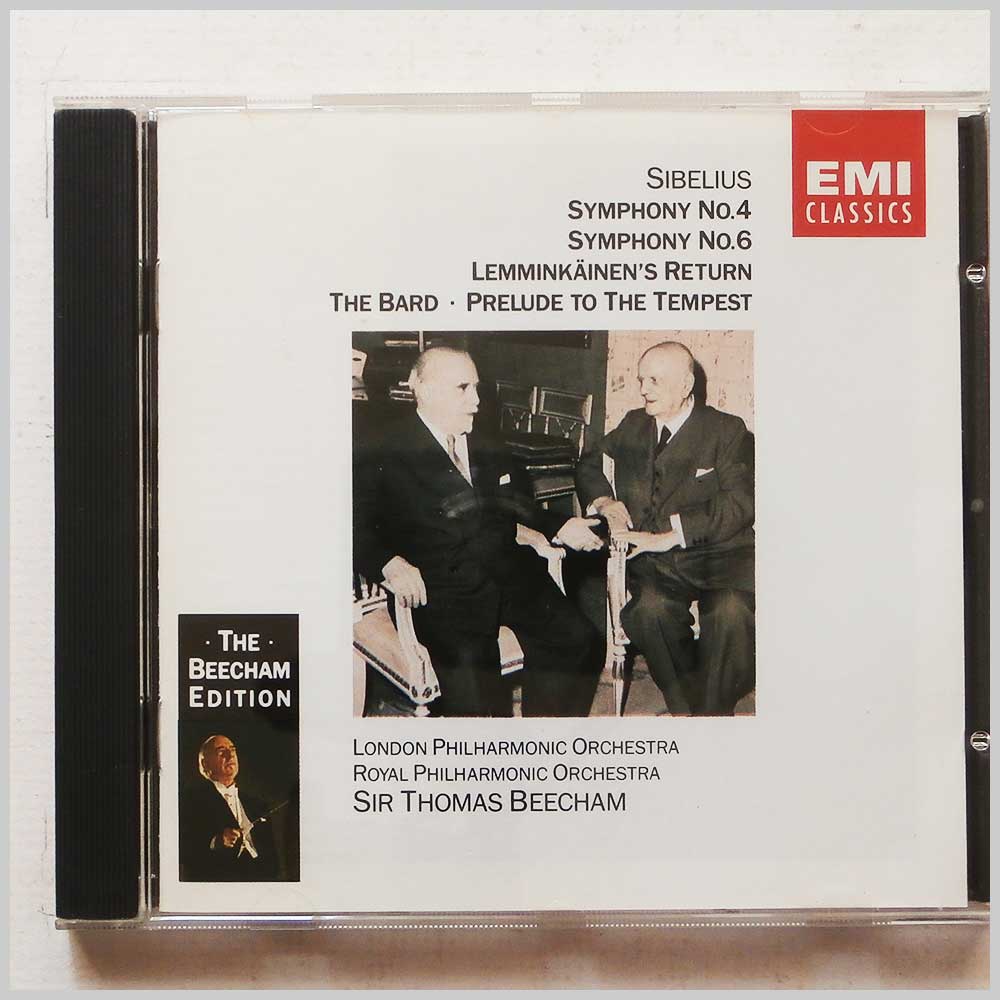 SIBELIUS
SYMPHONY NO.4
SYMPHONY NO.6
LEMMINKÄINEN'S RETURN
THE BARD · PRELUDE TO THE TEMPEST
EMI
CLASSICS
· THE ·
BEECHAM
EDITION
LONDON PHILHARMONIC ORCHESTRA
ROYAL PHILHARMONIC ORCHESTRA
SIR THOMAS BEECHAM